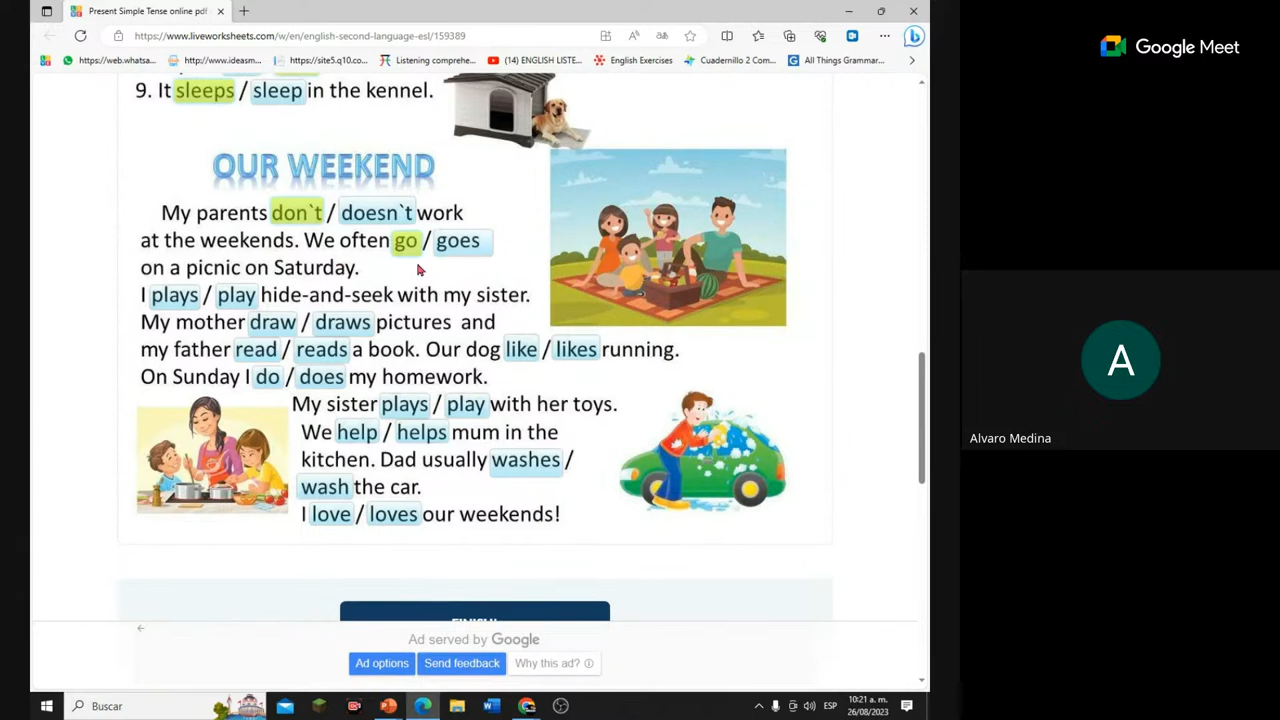 Present Simple Tense online pdf
https://www.liveworksheets.com/w/en/english-second-language-esl/159389
https://web.whatsa...
http://www.ideasm...
https://site5.q10.co...
Listening comprehe...
(14) ENGLISH LISTE...
English Exercises
Cuadernillo 2 Com...
All Things Grammar...
9. It sleeps / sleep in the kennel.
OUR WEEKEND
My parents don`t / doesn`t work
at the weekends. We often go / goes
on a picnic on Saturday.
I plays / play hide-and-seek with my sister.
My mother draw / draws pictures and
my father read / reads a book. Our dog like / likes running.
On Sunday I do / does my homework.
My sister plays / play with her toys.
We help / helps mum in the
kitchen. Dad usually washes /
wash the car.
I love / loves our weekends!
Ad served by Google
Ad options
Send feedback
Why this ad?
Buscar
ESP
10:21 a. m.
26/08/2023
Google Meet
A
Alvaro Medina